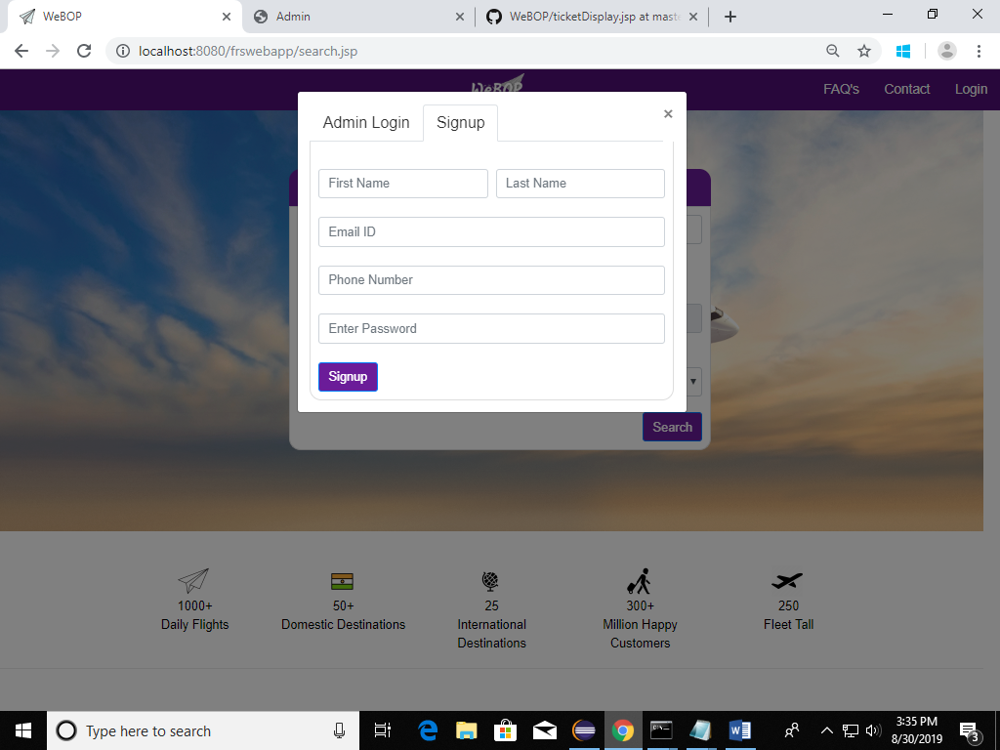 WeBOP
Admin
WeBOP/ticketDisplay.jsp at mast
localhost:8080/frswebapp/search.jsp
WeBOP
FAQ's
Contact
Login
Admin Login
Signup
×
First Name
Last Name
Email ID
Phone Number
Enter Password
Signup
Search
1000+
Daily Flights
50+
Domestic Destinations
25
International
Destinations
300+
Million Happy
Customers
250
Fleet Tall
Type here to search
3:35 PM
8/30/2019
3